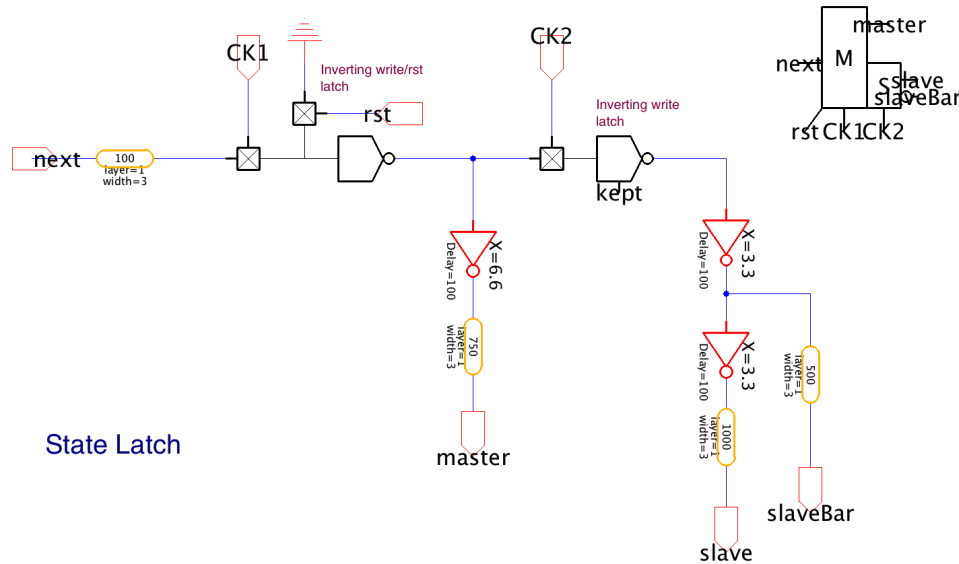 CK1
Inverting write/rst
latch
rst
next
100
layer=1
width=3
CK2
Inverting write
latch
kept
master
M
next
S
slave
slaveBar
rst
CK1
CK2
X=6.6
Delay=100
750
layer=1
width=3
master
X=3.3
Delay=100
X=3.3
Delay=100
1000
layer=1
width=3
slave
500
layer=1
width=3
slaveBar
State Latch